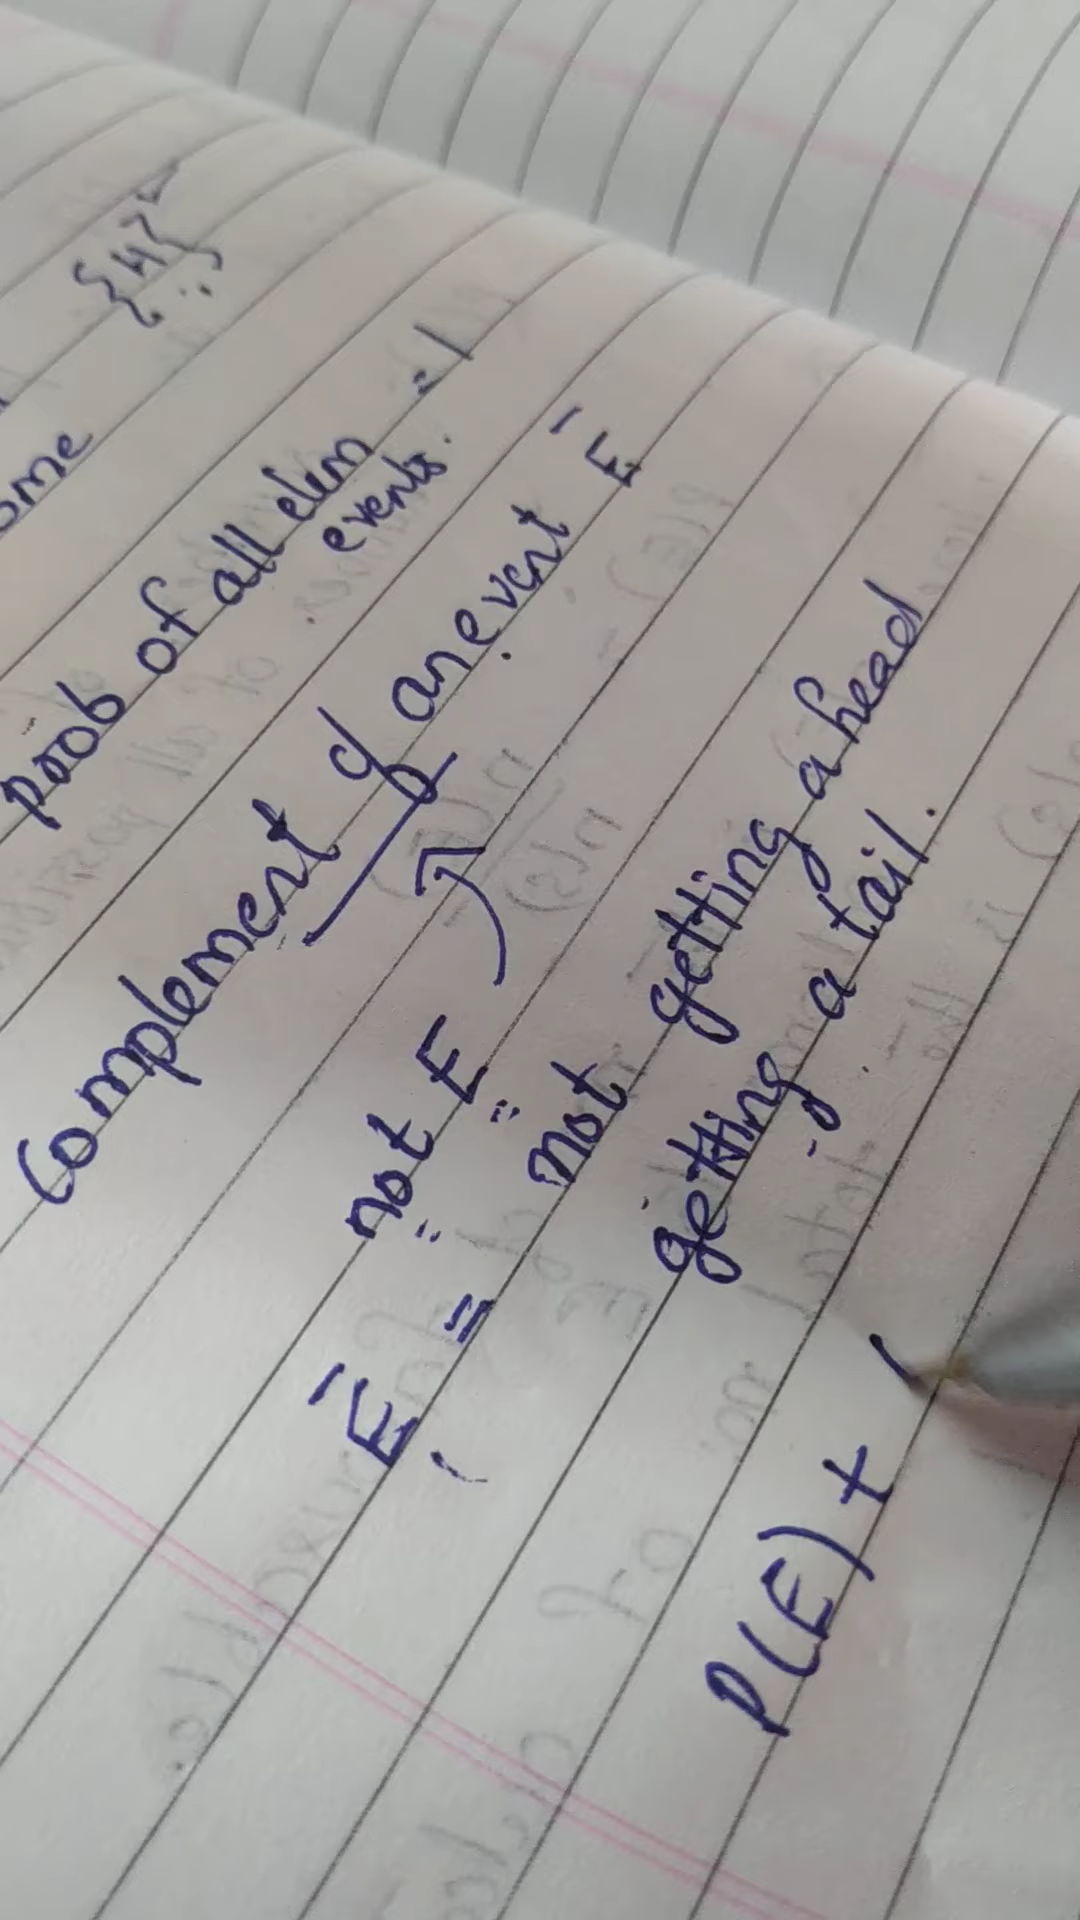 {H}
ome
prob of all elem = 1
events.
Complement of an event Ē
Ē = "not E"
not getting a head
getting a tail.
P(E) +